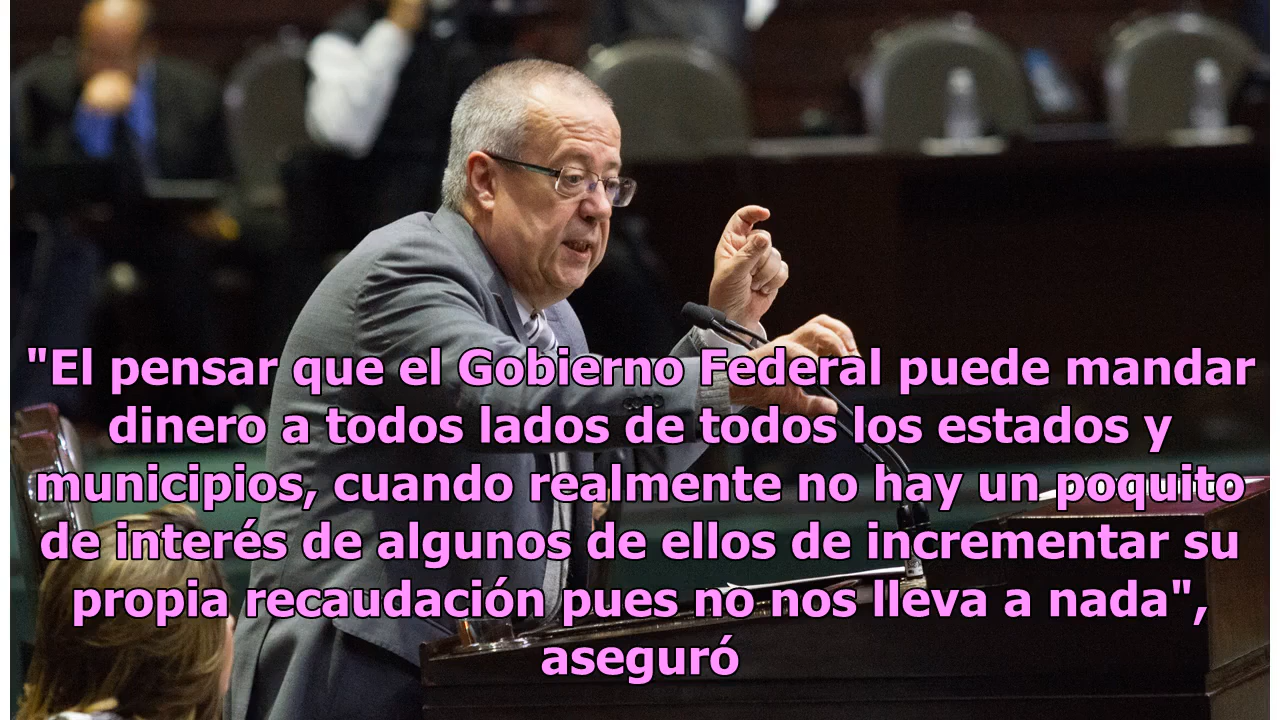 "El pensar que el Gobierno Federal puede mandar
dinero a todos lados de todos los estados y
municipios, cuando realmente no hay un poquito
de interés de algunos de ellos de incrementar su
propia recaudación pues no nos lleva a nada",
aseguró